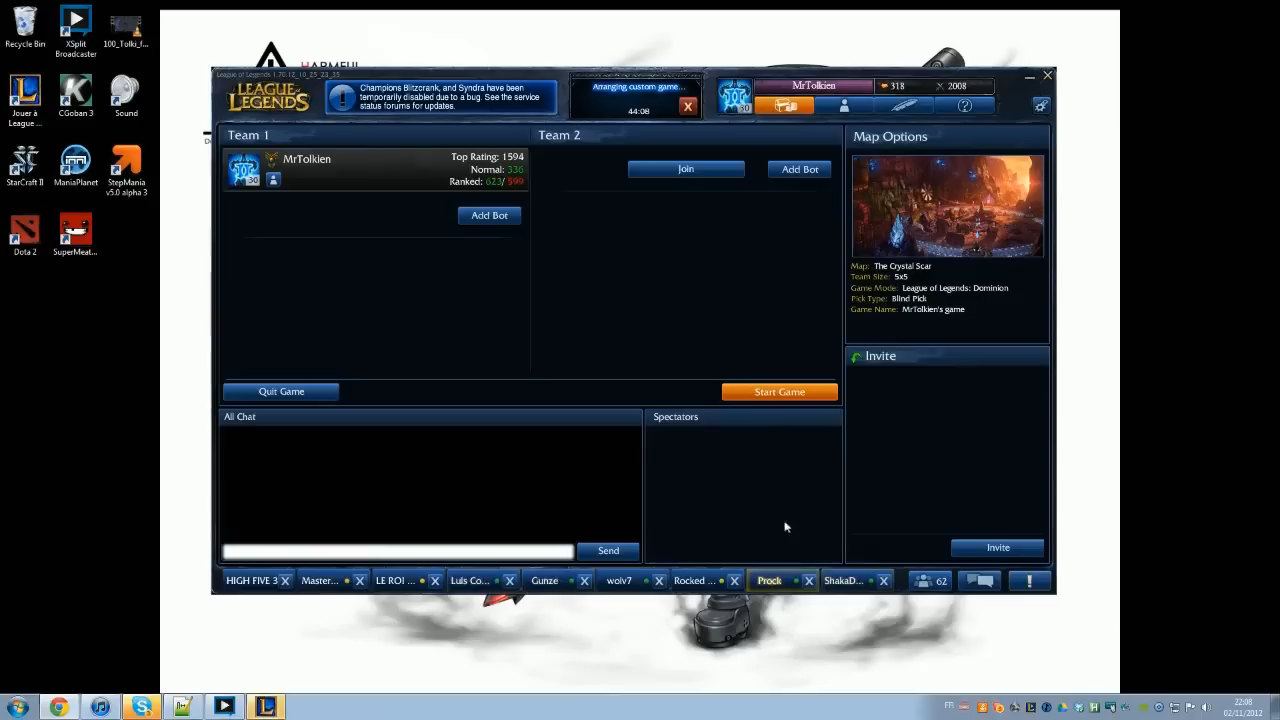 Recycle Bin
XSplit Broadcaster
100_Tolki_f...
Jouer à League ...
CGoban 3
Sound
StarCraft II
ManiaPlanet
StepMania v5.0 alpha 3
Dota 2
SuperMeat...
HARMFUL
LEAGUE OF LEGENDS
Champions Blitzcrank, and Syndra have been
temporarily disabled due to a bug. See the service
status forums for updates.
Arranging custom game...
44:08
X
30
MrTolkien
318
2008
Team 1
Team 2
Map Options
30
MrTolkien
Top Rating: 1594
Normal: 336
Ranked: 623/ 599
Add Bot
Join
Add Bot
Map: The Crystal Scar
Team Size: 5x5
Game Mode: League of Legends: Dominion
Pick Type: Blind Pick
Game Name: MrTolkien's game
Invite
Quit Game
Start Game
All Chat
Spectators
Send
Invite
HIGH FIVE 3
Master...
LE ROI ...
Luis Co...
Gunze
wolv7
Rocked ...
Prock
ShakaD...
62
FR
22:08
02/11/2012